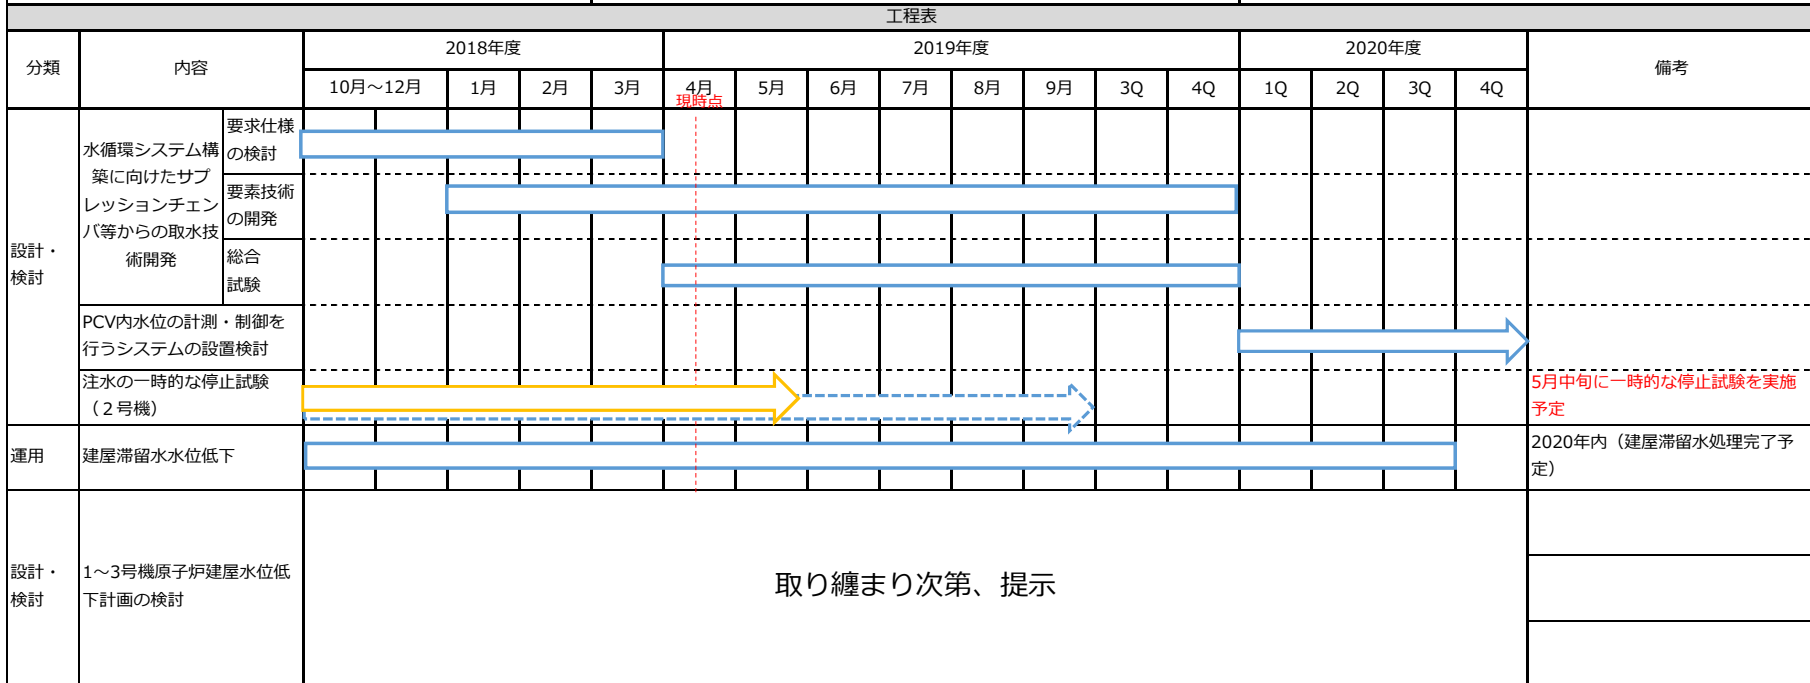 工程表
分類
内容
2018年度
2019年度
2020年度
備考
10月～12月
1月
2月
3月
4月
5月
6月
7月
8月
9月
3Q
4Q
1Q
2Q
3Q
4Q
現時点
設計・
検討
水循環システム構
築に向けたサプ
レッションチェン
バ等からの取水技
術開発
要求仕様
の検討
要素技術
の開発
総合
試験
PCV内水位の計測・制御を
行うシステムの設置検討
注水の一時的な停止試験
（２号機）
5月中旬に一時的な停止試験を実施
予定
運用
建屋滞留水水位低下
2020年内（建屋滞留水処理完了予
定）
設計・
検討
1～3号機原子炉建屋水位低
下計画の検討
取り纏まり次第、提示